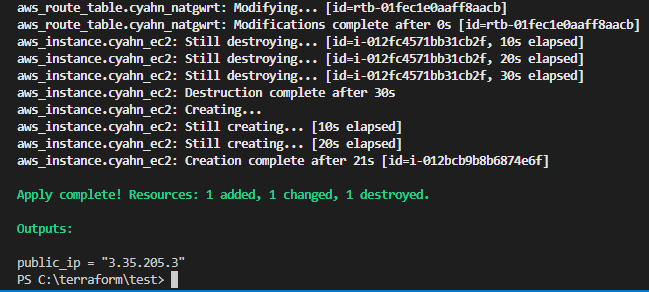 aws_route_table.cyahn_natgwrt: Modifying... [id=rtb-01fec1e0aaff8aacb]
aws_route_table.cyahn_natgwrt: Modifications complete after 0s [id=rtb-01fec1e0aaff8aacb]
aws_instance.cyahn_ec2: Still destroying... [id=i-012fc4571bb31cb2f, 10s elapsed]
aws_instance.cyahn_ec2: Still destroying... [id=i-012fc4571bb31cb2f, 20s elapsed]
aws_instance.cyahn_ec2: Still destroying... [id=i-012fc4571bb31cb2f, 30s elapsed]
aws_instance.cyahn_ec2: Destruction complete after 30s
aws_instance.cyahn_ec2: Creating...
aws_instance.cyahn_ec2: Still creating... [10s elapsed]
aws_instance.cyahn_ec2: Still creating... [20s elapsed]
aws_instance.cyahn_ec2: Creation complete after 21s [id=i-012bcb9b8b6874e6f]
Apply complete! Resources: 1 added, 1 changed, 1 destroyed.
Outputs:
public_ip = "3.35.205.3"
PS C:\terraform\test>